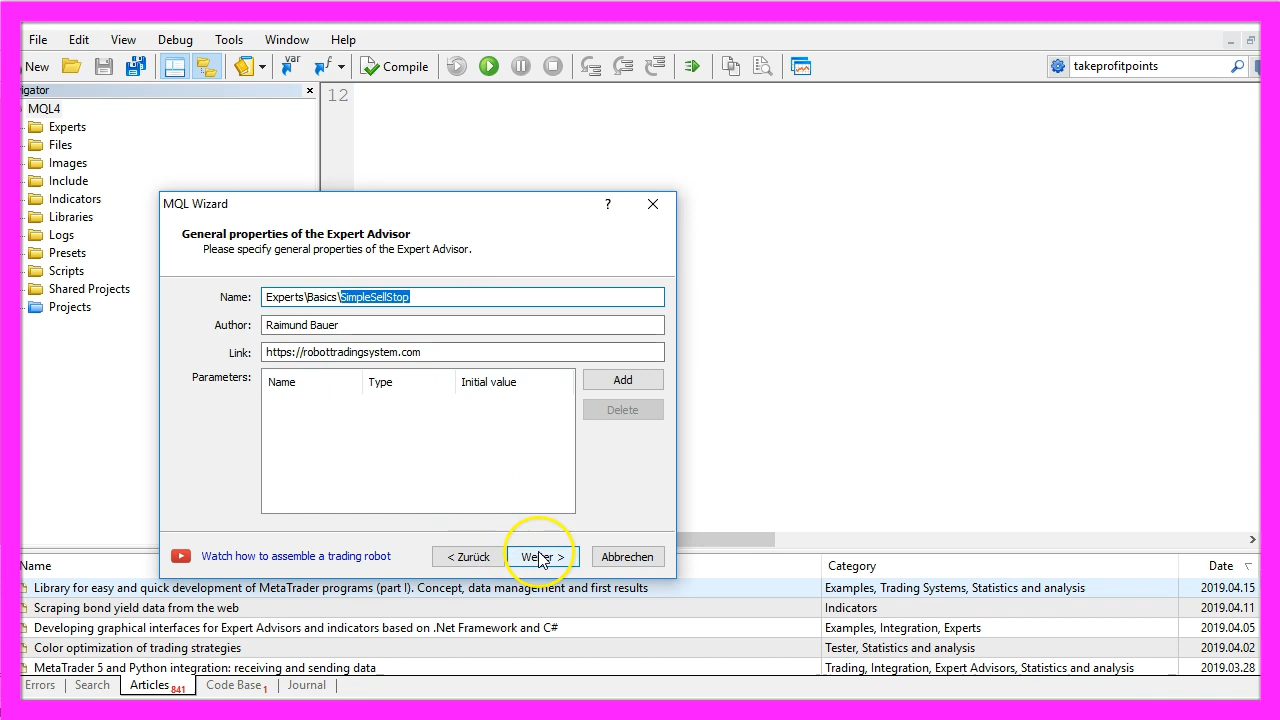 File Edit View Debug Tools Window Help
New Compile takeprofitpoints
vigator
12
MQL4
Experts
Files
Images
Include
Indicators
Libraries
Logs
Presets
Scripts
Shared Projects
Projects
MQL Wizard ?
General properties of the Expert Advisor
Please specify general properties of the Expert Advisor.
Name: Experts\Basics\SimpleSellStop
Author: Raimund Bauer
Link: https://robottradingsystem.com
Parameters: Name Type Initial value Add
Delete
Watch how to assemble a trading robot < Zurück > Abbrechen
Name Category Date
Library for easy and quick development of MetaTrader programs (part I). Concept, data management and first results Examples, Trading Systems, Statistics and analysis 2019.04.15
Scraping bond yield data from the web Indicators 2019.04.11
Developing graphical interfaces for Expert Advisors and indicators based on .Net Framework and C# Examples, Integration, Experts 2019.04.05
Color optimization of trading strategies Tester, Statistics and analysis 2019.04.02
MetaTrader 5 and Python integration: receiving and sending data Trading, Integration, Expert Advisors, Statistics and analysis 2019.03.28
Errors Search Articles 841 Code Base 1 Journal